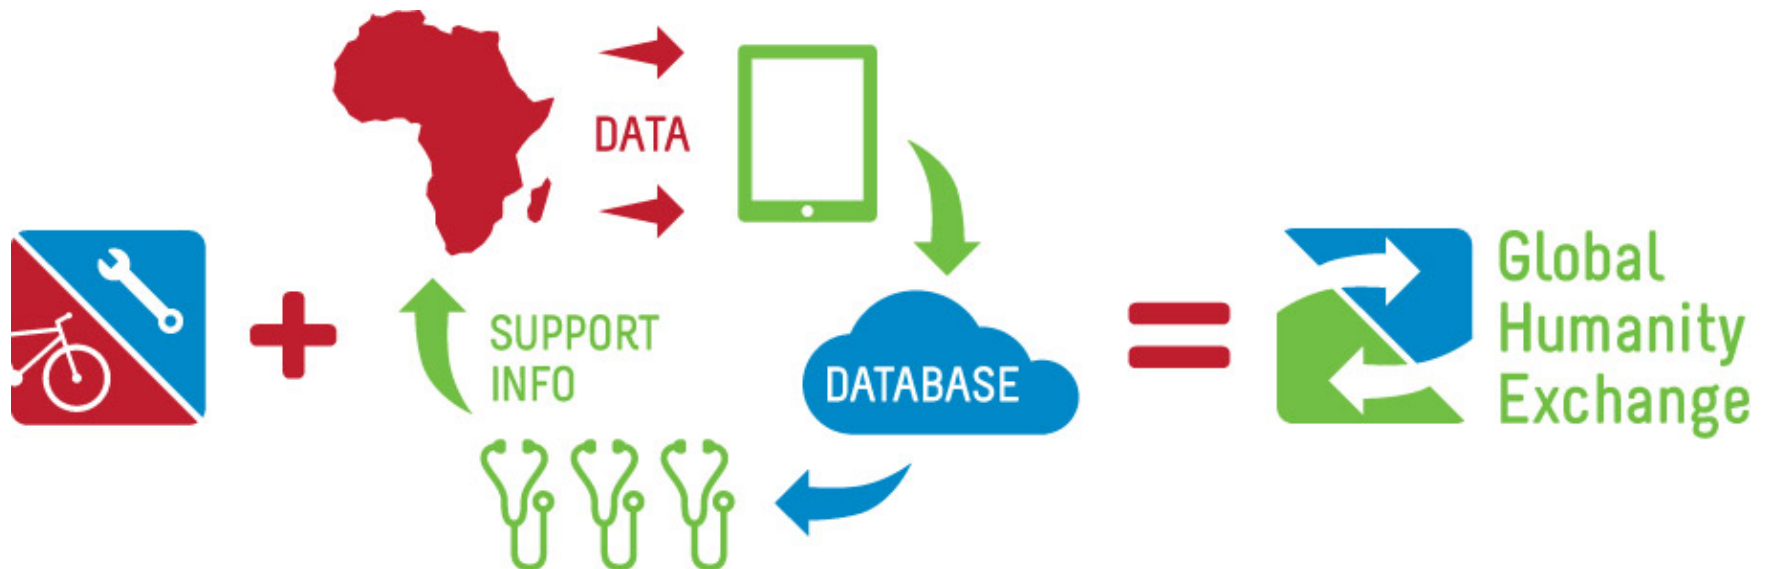 DATA
SUPPORT
INFO
DATABASE
Global
Humanity
Exchange